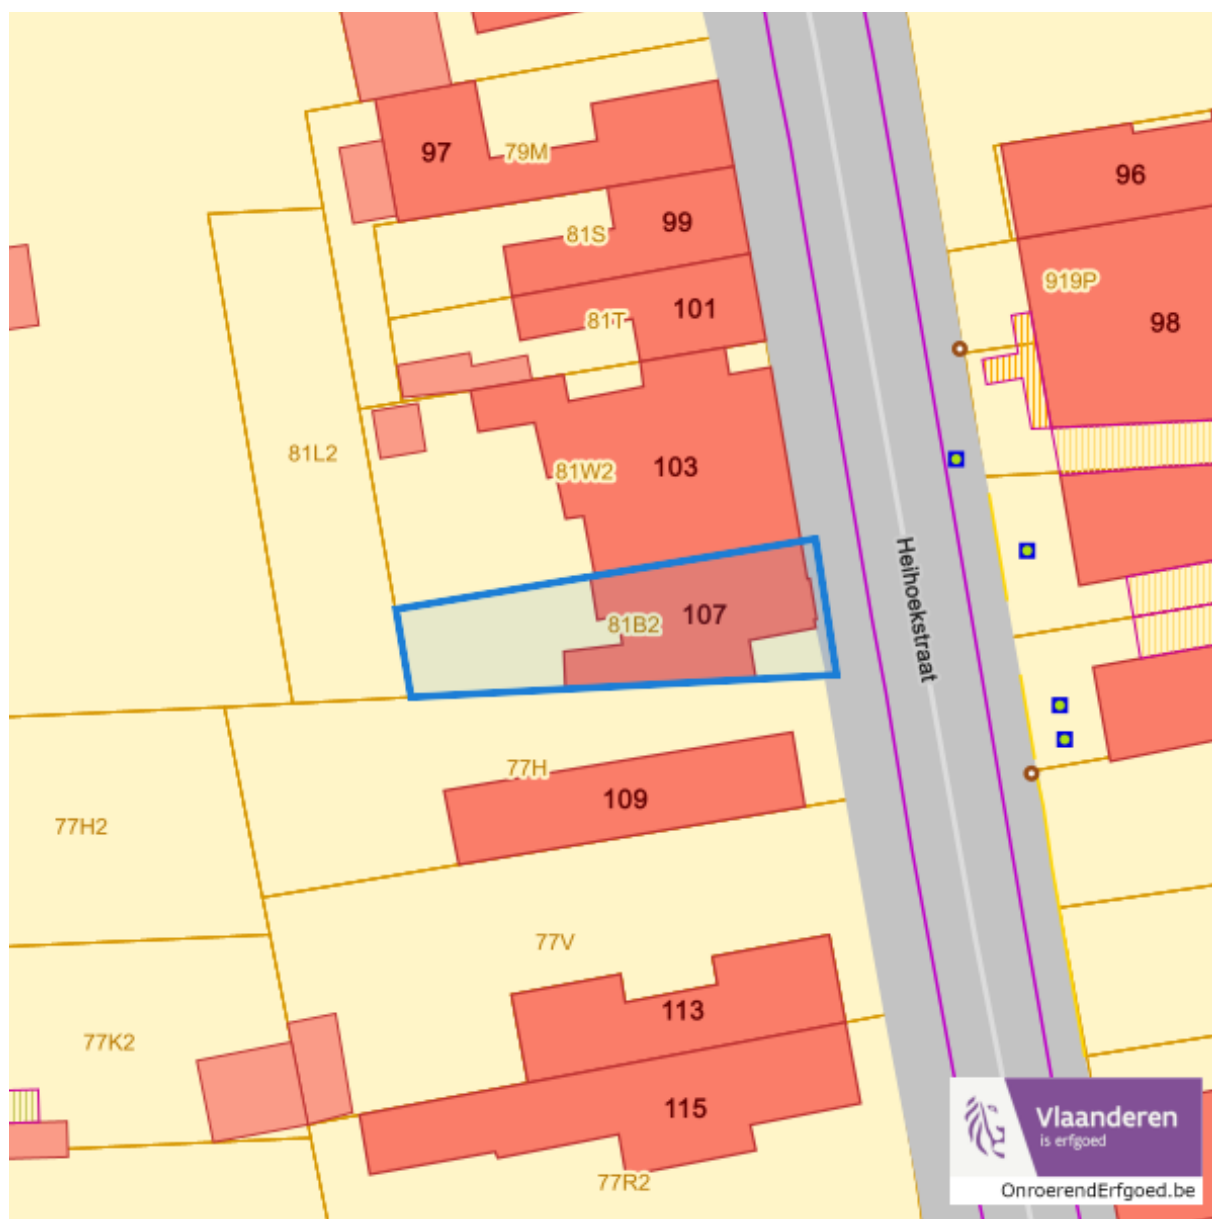 97
79M
96
99
81S
919P
98
101
81T
81L2
103
81W2
Heihoekstraat
107
81B2
77H
109
77H2
77V
113
77K2
115
77R2
Vlaanderen
is erfgoed
OnroerendErfgoed.be